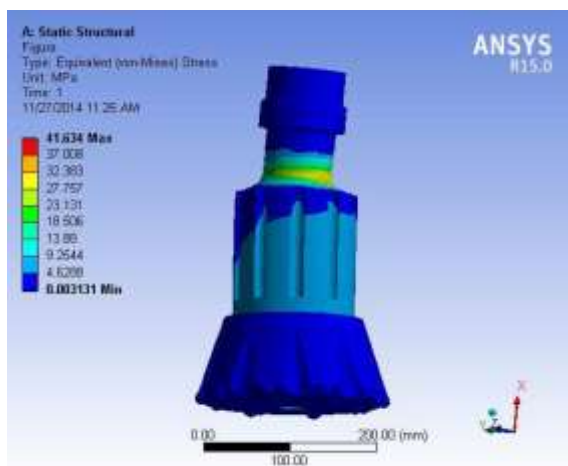 A: Static Structural
Figure
Type: Equivalent (von-Mises) Stress
Unit: MPa
Time: 1
11/27/2014 11:25 AM
41.634 Max
37.008
32.383
27.757
23.131
18.506
13.88
9.2544
4.6288
0.003131 Min
ANSYS
R15.0
0.00
200.00 (mm)
100.00
X